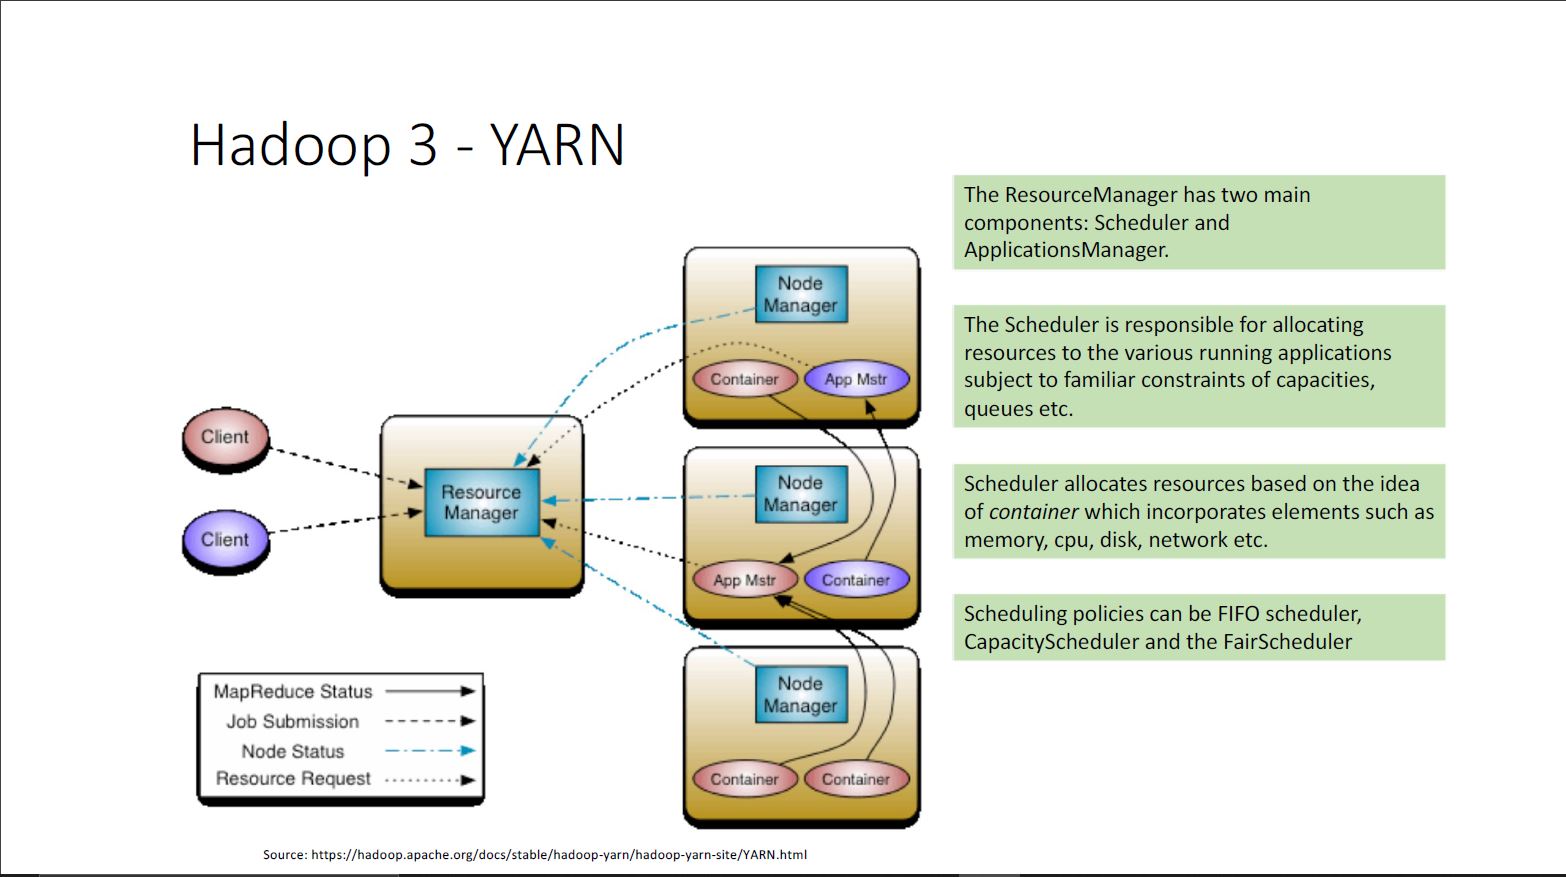 Hadoop 3 - YARN
The ResourceManager has two main
components: Scheduler and
ApplicationsManager.
The Scheduler is responsible for allocating
resources to the various running applications
subject to familiar constraints of capacities,
queues etc.
Scheduler allocates resources based on the idea
of container which incorporates elements such as
memory, cpu, disk, network etc.
Scheduling policies can be FIFO scheduler,
CapacityScheduler and the FairScheduler
Client
Client
Resource
Manager
Node
Manager
Container
App Mstr
Node
Manager
App Mstr
Container
Node
Manager
Container
Container
MapReduce Status
Job Submission
Node Status
Resource Request
Source: https://hadoop.apache.org/docs/stable/hadoop-yarn/hadoop-yarn-site/YARN.html